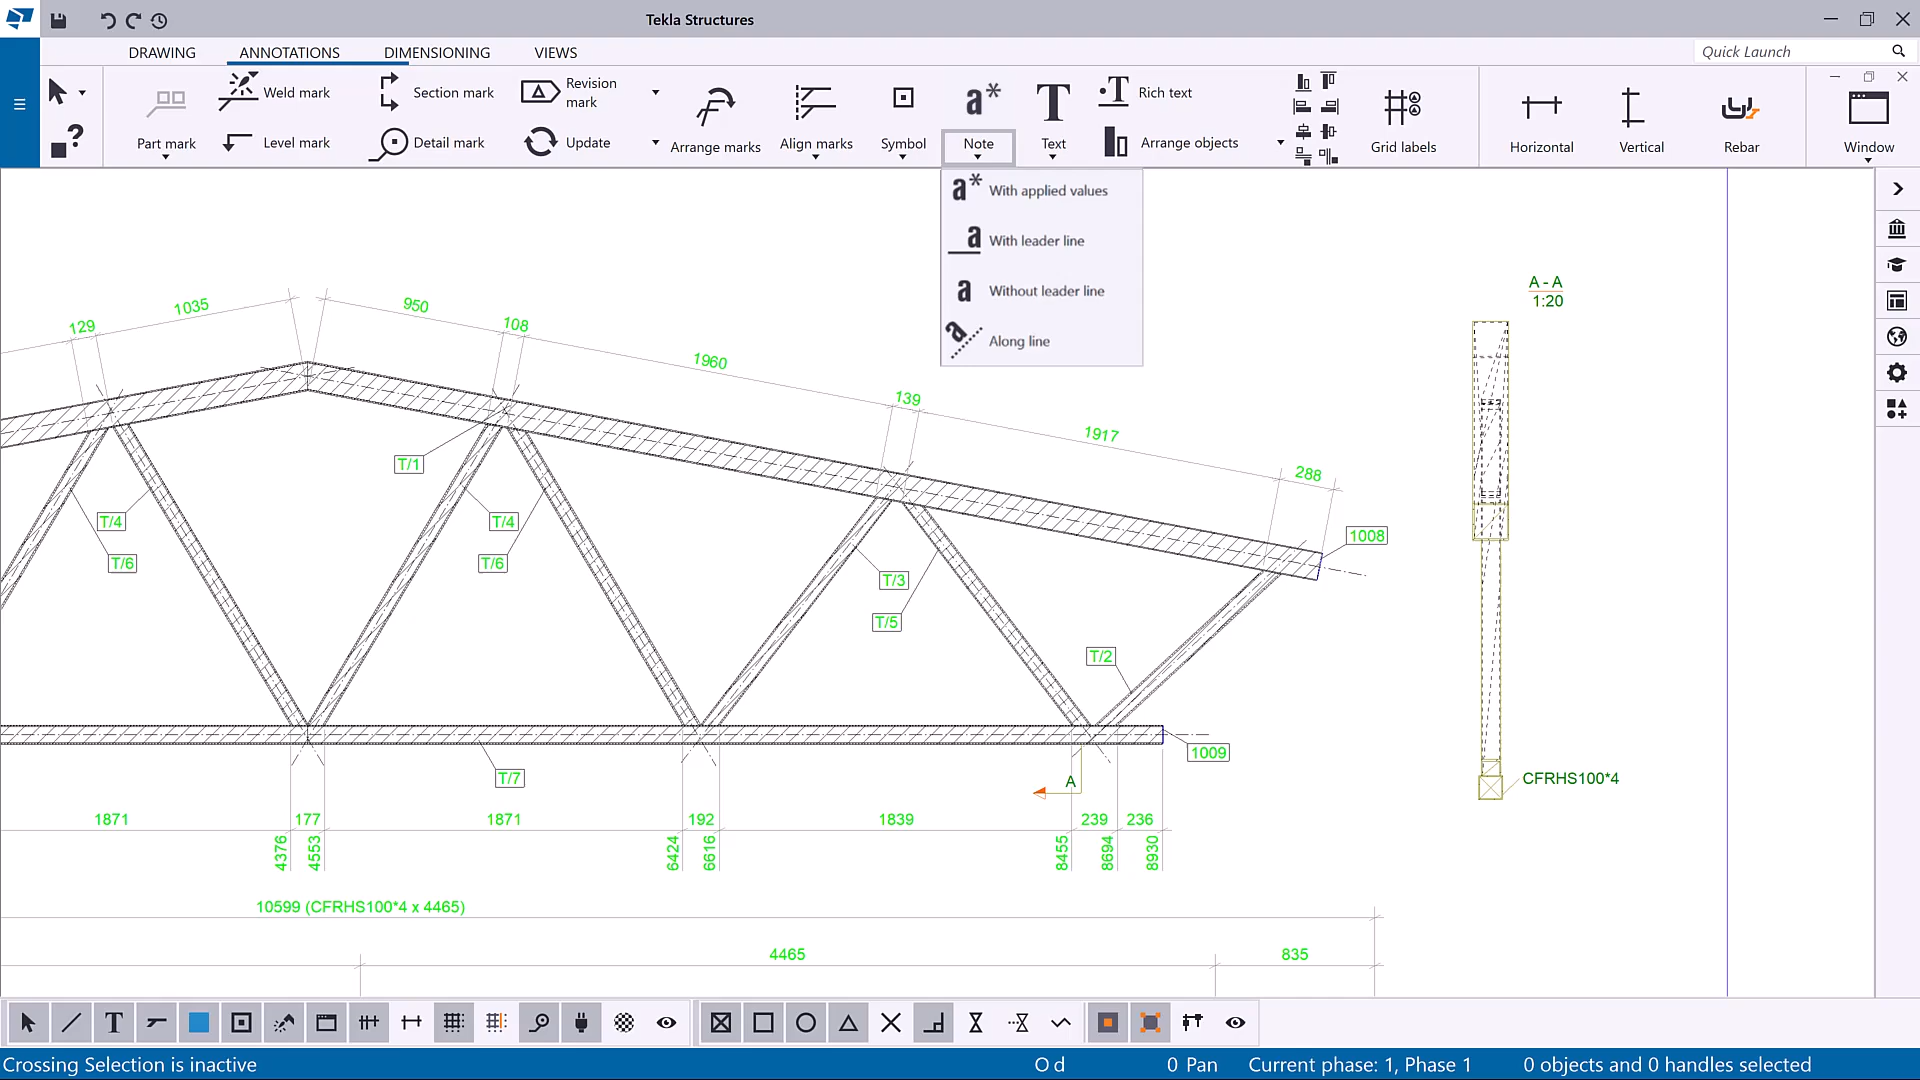 Tekla Structures
DRAWING
ANNOTATIONS
DIMENSIONING
VIEWS
Quick Launch
Part mark
Weld mark
Level mark
Section mark
Detail mark
Revision
mark
Update
Arrange marks
Align marks
Symbol
Note
Text
Rich text
Arrange objects
Grid labels
Horizontal
Vertical
Rebar
Window
With applied values
With leader line
Without leader line
Along line
A - A
1:20
129
1035
950
108
1960
139
1917
288
T/1
T/4
T/6
T/4
T/6
T/3
T/5
T/2
1008
1009
T/7
A
CFRHS100*4
1871
177
1871
192
1839
239
236
4376
4553
6424
6616
8455
8694
8930
10599 (CFRHS100*4 x 4465)
4465
835
Crossing Selection is inactive
O d
0 Pan
Current phase: 1, Phase 1
0 objects and 0 handles selected